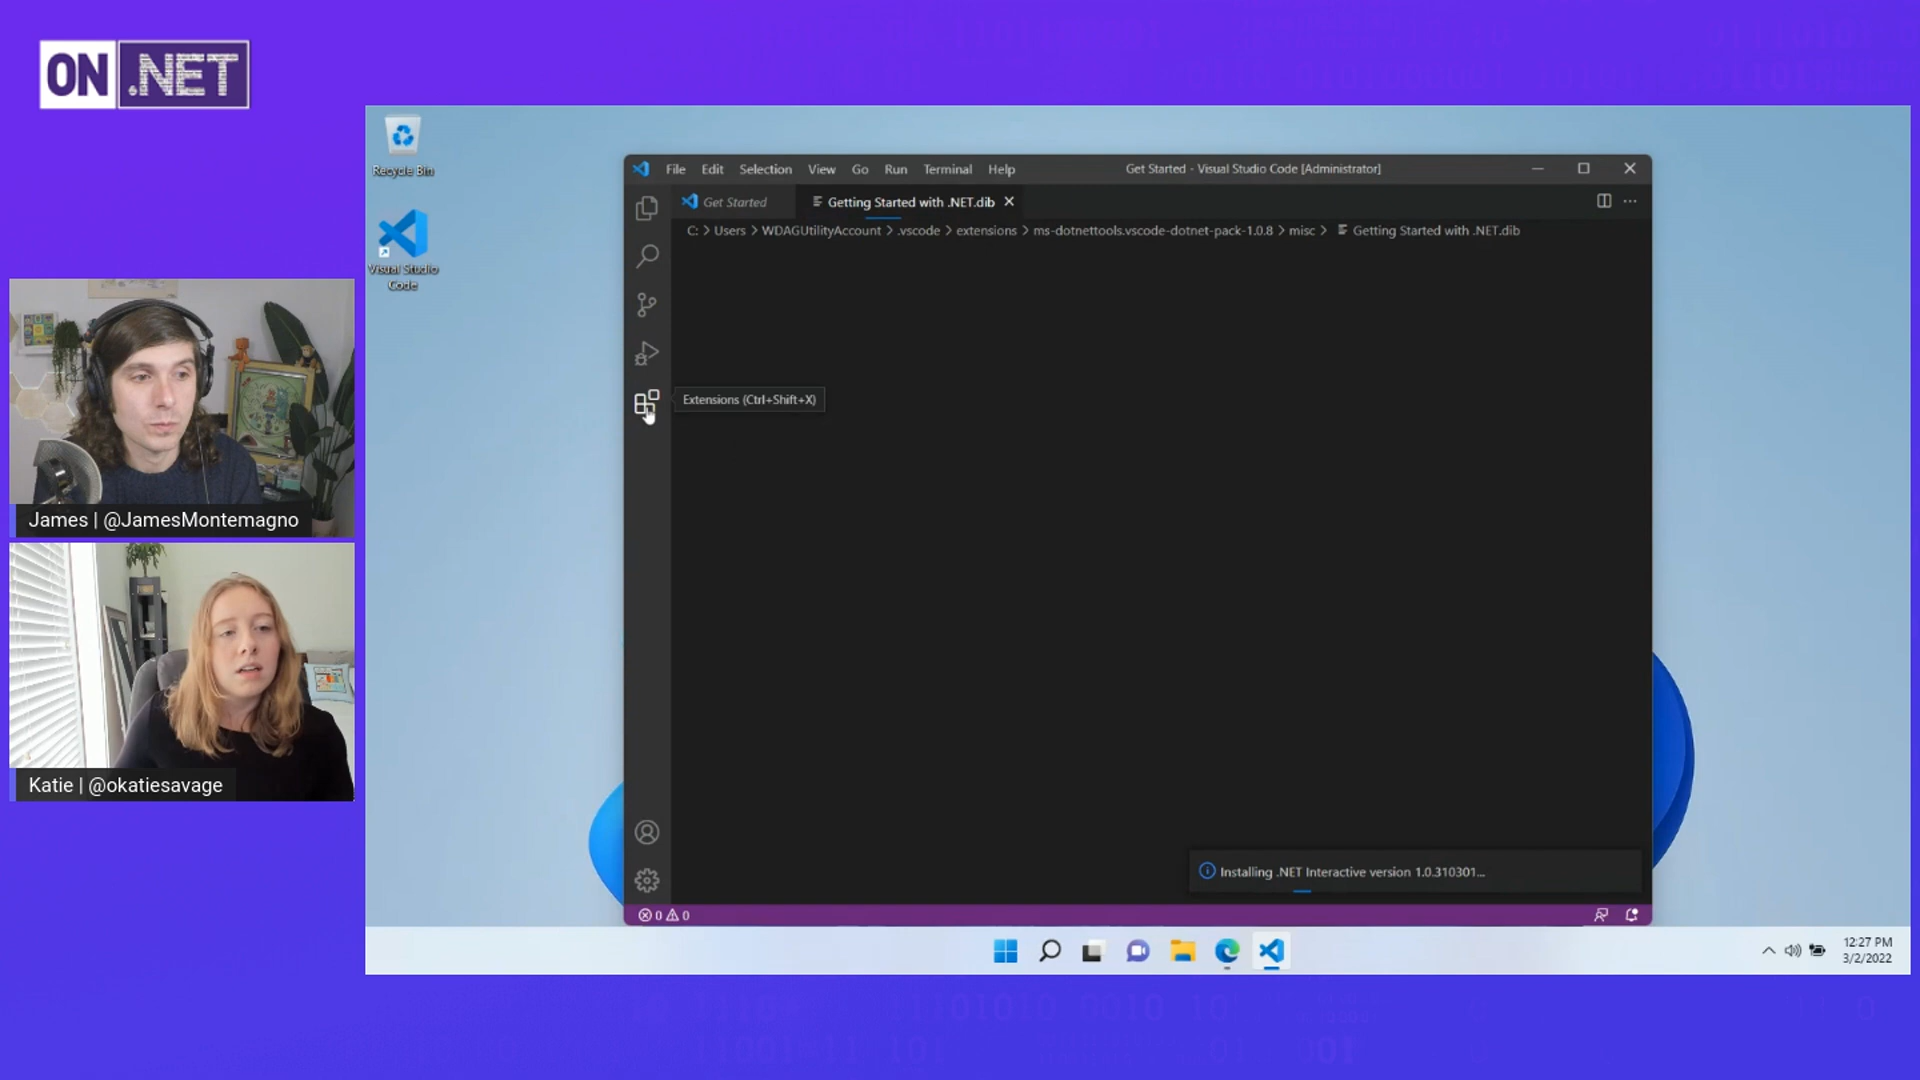 ON .NET
Recycle Bin
Visual Studio
Code
File Edit Selection View Go Run Terminal Help
Get Started - Visual Studio Code [Administrator]
Get Started
Getting Started with .NET.dib
C: > Users > WDAGUtilityAccount > .vscode > extensions > ms-dotnettools.vscode-dotnet-pack-1.0.8 > misc > Getting Started with .NET.dib
Extensions (Ctrl+Shift+X)
James | @JamesMontemagno
Katie | @okatiesavage
Installing .NET Interactive version 1.0.310301...
0 0
12:27 PM
3/2/2022